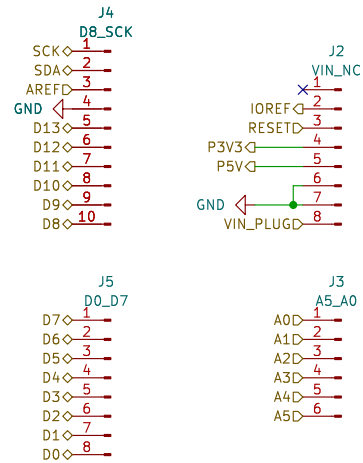 J4
D8_SCK
SCK 1
SDA 2
AREF 3
GND 4
D13 5
D12 6
D11 7
D10 8
D9 9
D8 10
J2
VIN_NC
1
IOREF 2
RESET 3
P3V3 4
P5V 5
6
GND 7
VIN_PLUG 8
J5
D0_D7
D7 1
D6 2
D5 3
D4 4
D3 5
D2 6
D1 7
D0 8
J3
A5_A0
A0 1
A1 2
A2 3
A3 4
A4 5
A5 6